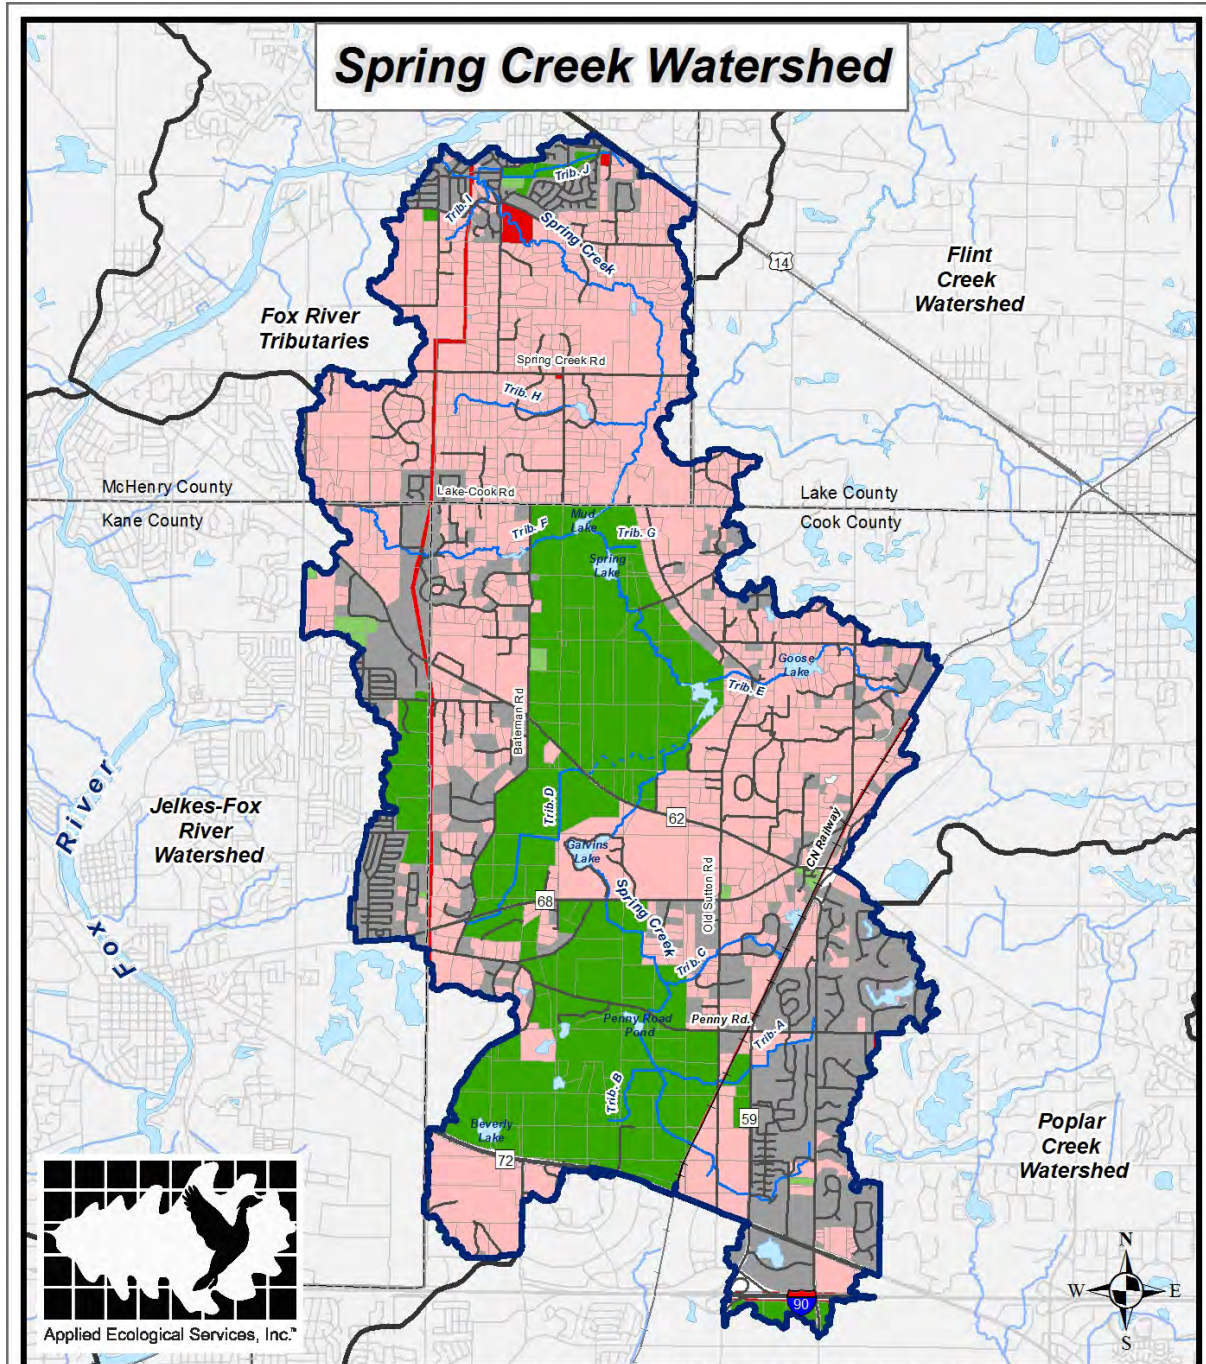 Spring Creek Watershed
Trib. J
Trib. I
Spring Creek
14
Flint
Creek
Watershed
Fox River
Tributaries
Spring Creek Rd
Trib. H
McHenry County
Kane County
Lake-Cook Rd
Lake County
Cook County
Mud
Lake
Trib. F
Trib. G
Spring
Lake
Goose
Lake
Trib. E
Bateman Rd
Fox River
Jelkes-Fox
River
Watershed
Trib. D
62
CN Railway
Galvins
Lake
Old Sutton Rd
68
Spring Creek
Trib. C
Penny Road
Pond
Penny Rd.
Trib. A
Trib. B
59
Beverly
Lake
72
Poplar
Creek
Watershed
90
N
W
E
S
Applied Ecological Services, Inc.™